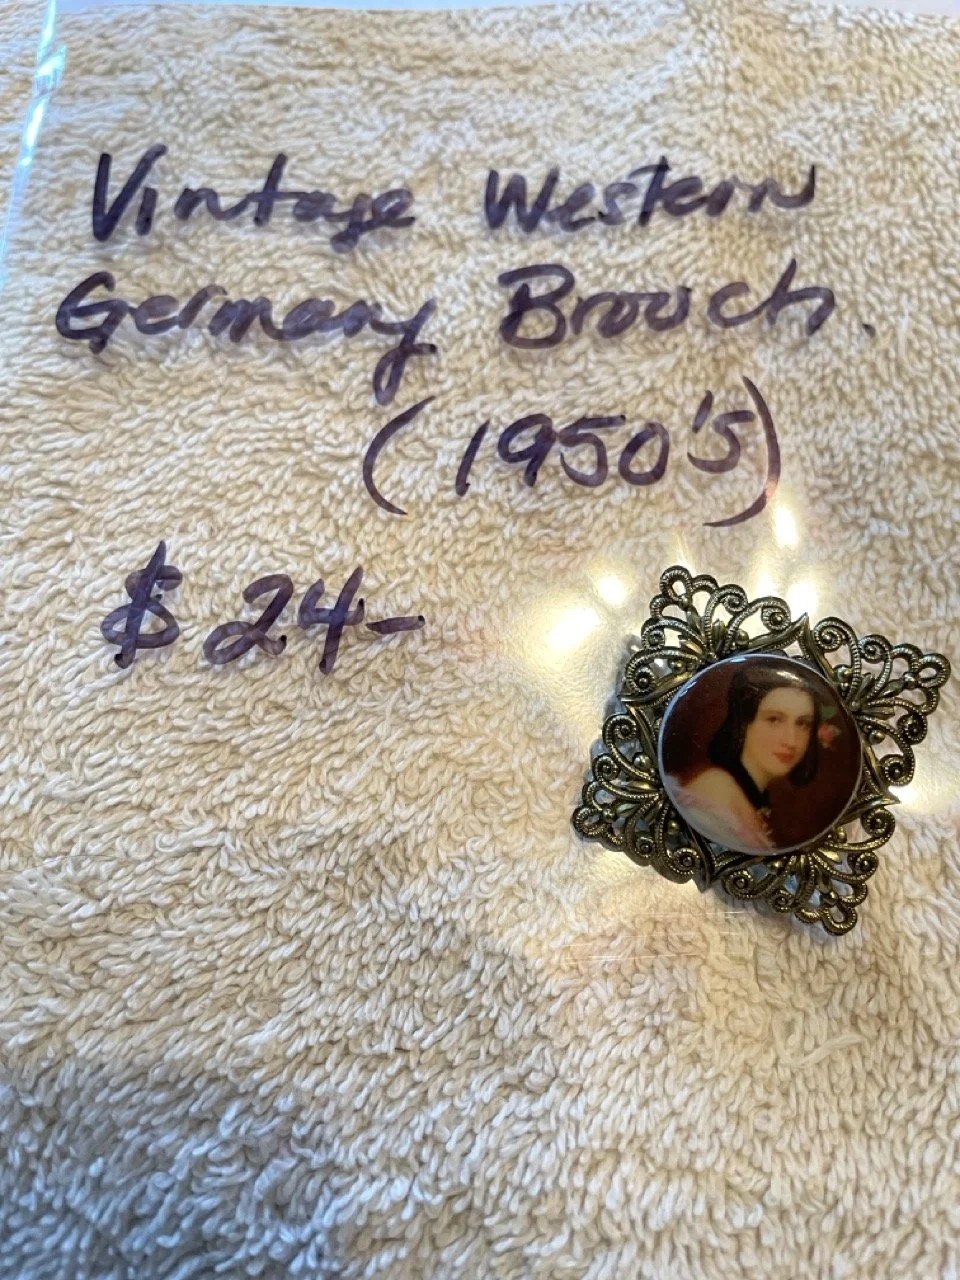 Vintage Western
Germany Brooch.
(1950's)
$24-